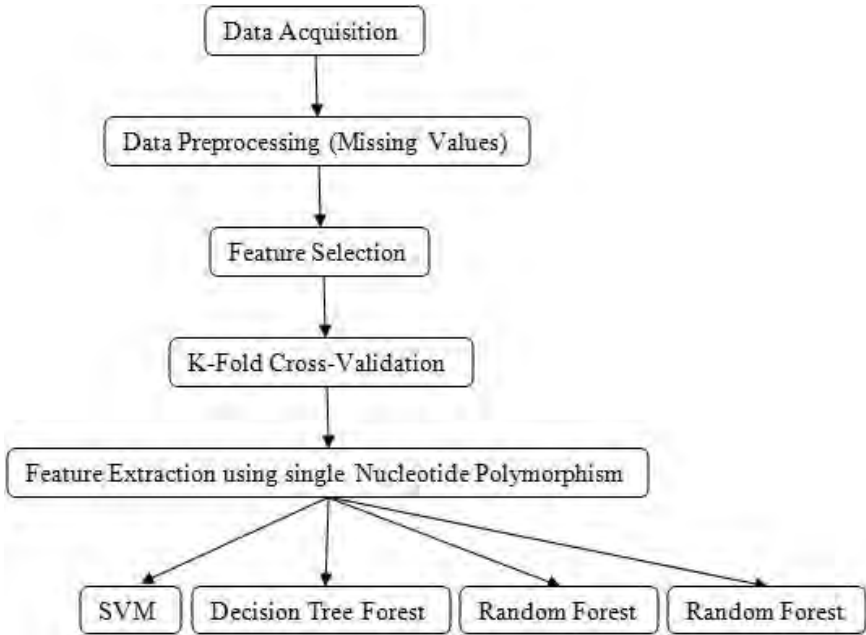 Data Acquisition
Data Preprocessing (Missing Values)
Feature Selection
K-Fold Cross-Validation
Feature Extraction using single Nucleotide Polymorphism
SVM
Decision Tree Forest
Random Forest
Random Forest